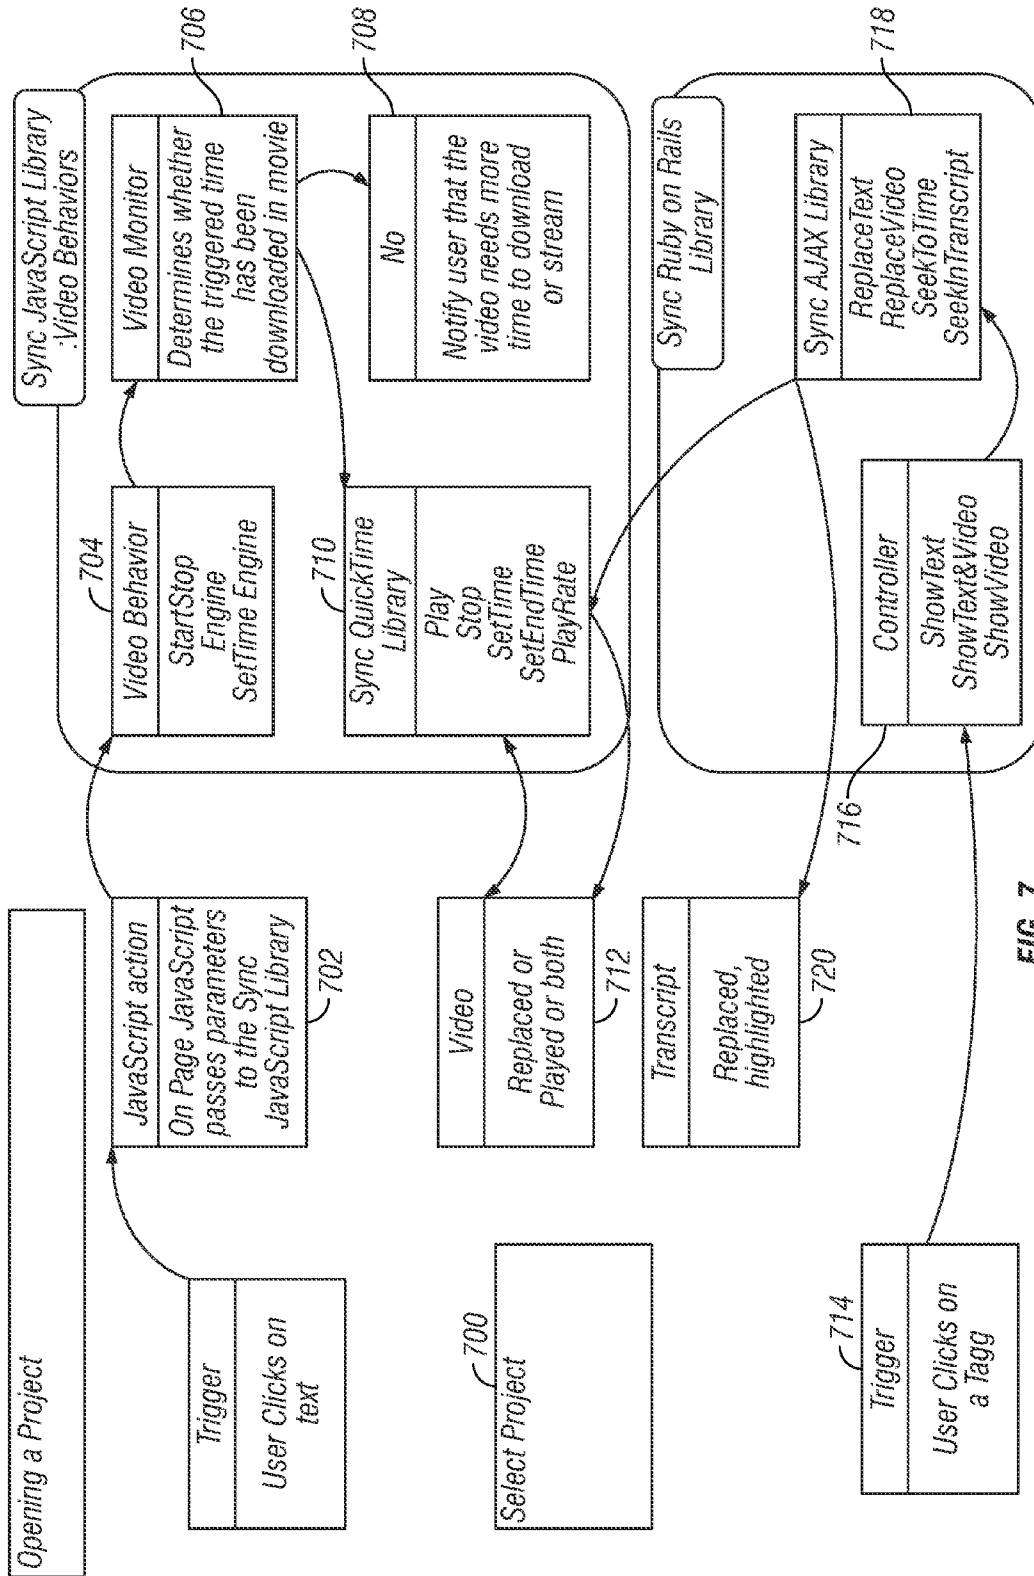 Opening a Project
Trigger
User Clicks on
text
JavaScript action
On Page JavaScript
passes parameters
to the Sync
JavaScript Library
702
Sync JavaScript Library
:Video Behaviors
704
Video Behavior
StartStop
Engine
SetTime Engine
Video Monitor
Determines whether
the triggered time
has been
downloaded in movie
706
710
Sync QuickTime
Library
Play
Stop
SetTime
SetEndTime
PlayRate
No
Notify user that the
video needs more
time to download
or stream
708
700
Select Project
Video
Replaced or
Played or both
712
Transcript
Replaced,
highlighted
720
Sync Ruby on Rails
Library
714
Trigger
User Clicks on
a Tagg
716
Controller
ShowText
ShowText&Video
ShowVideo
Sync AJAX Library
ReplaceText
ReplaceVideo
SeekToTime
SeekInTranscript
718
FIG. 7